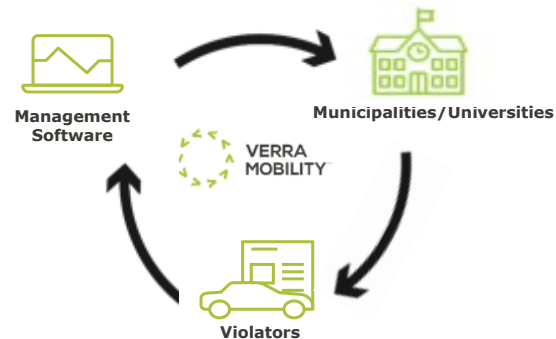 Management
Software
Municipalities/Universities
VERRA
MOBILITY
Violators